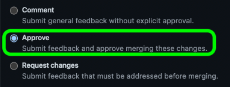 Comment
Submit general feedback without explicit approval.
Approve
Submit feedback and approve merging these changes.
Request changes
Submit feedback that must be addressed before merging.